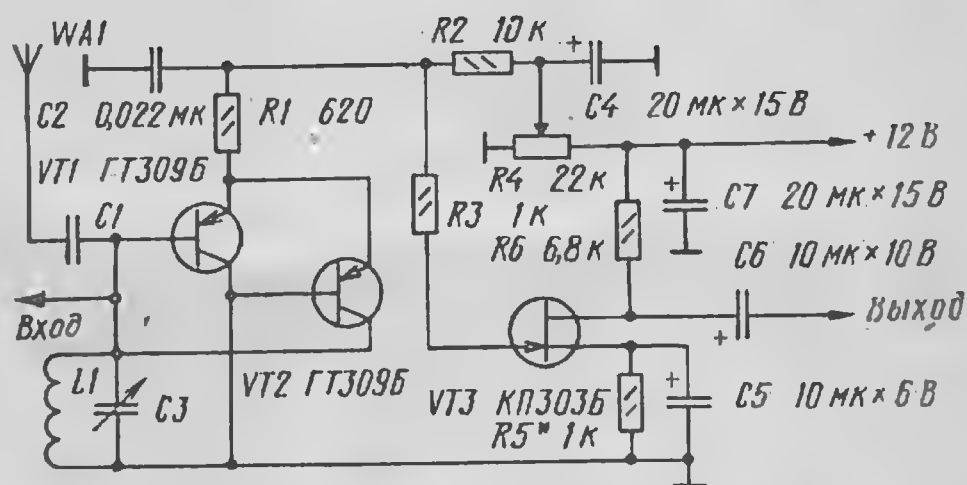 WA1
R2 10 к
+
C2 0,022 мк
R1 620
C4 20 мк × 15 В
+ 12 В
VT1 ГТ309Б
R4 22 к
+
C1
R3 1 к
C7 20 мк × 15 В
R6 6,8 к
C6 10 мк × 10 В
Вход
Выход
+
L1
C3
VT2 ГТ309Б
VT3 КП303Б
+
C5 10 мк × 6 В
R5* 1 к